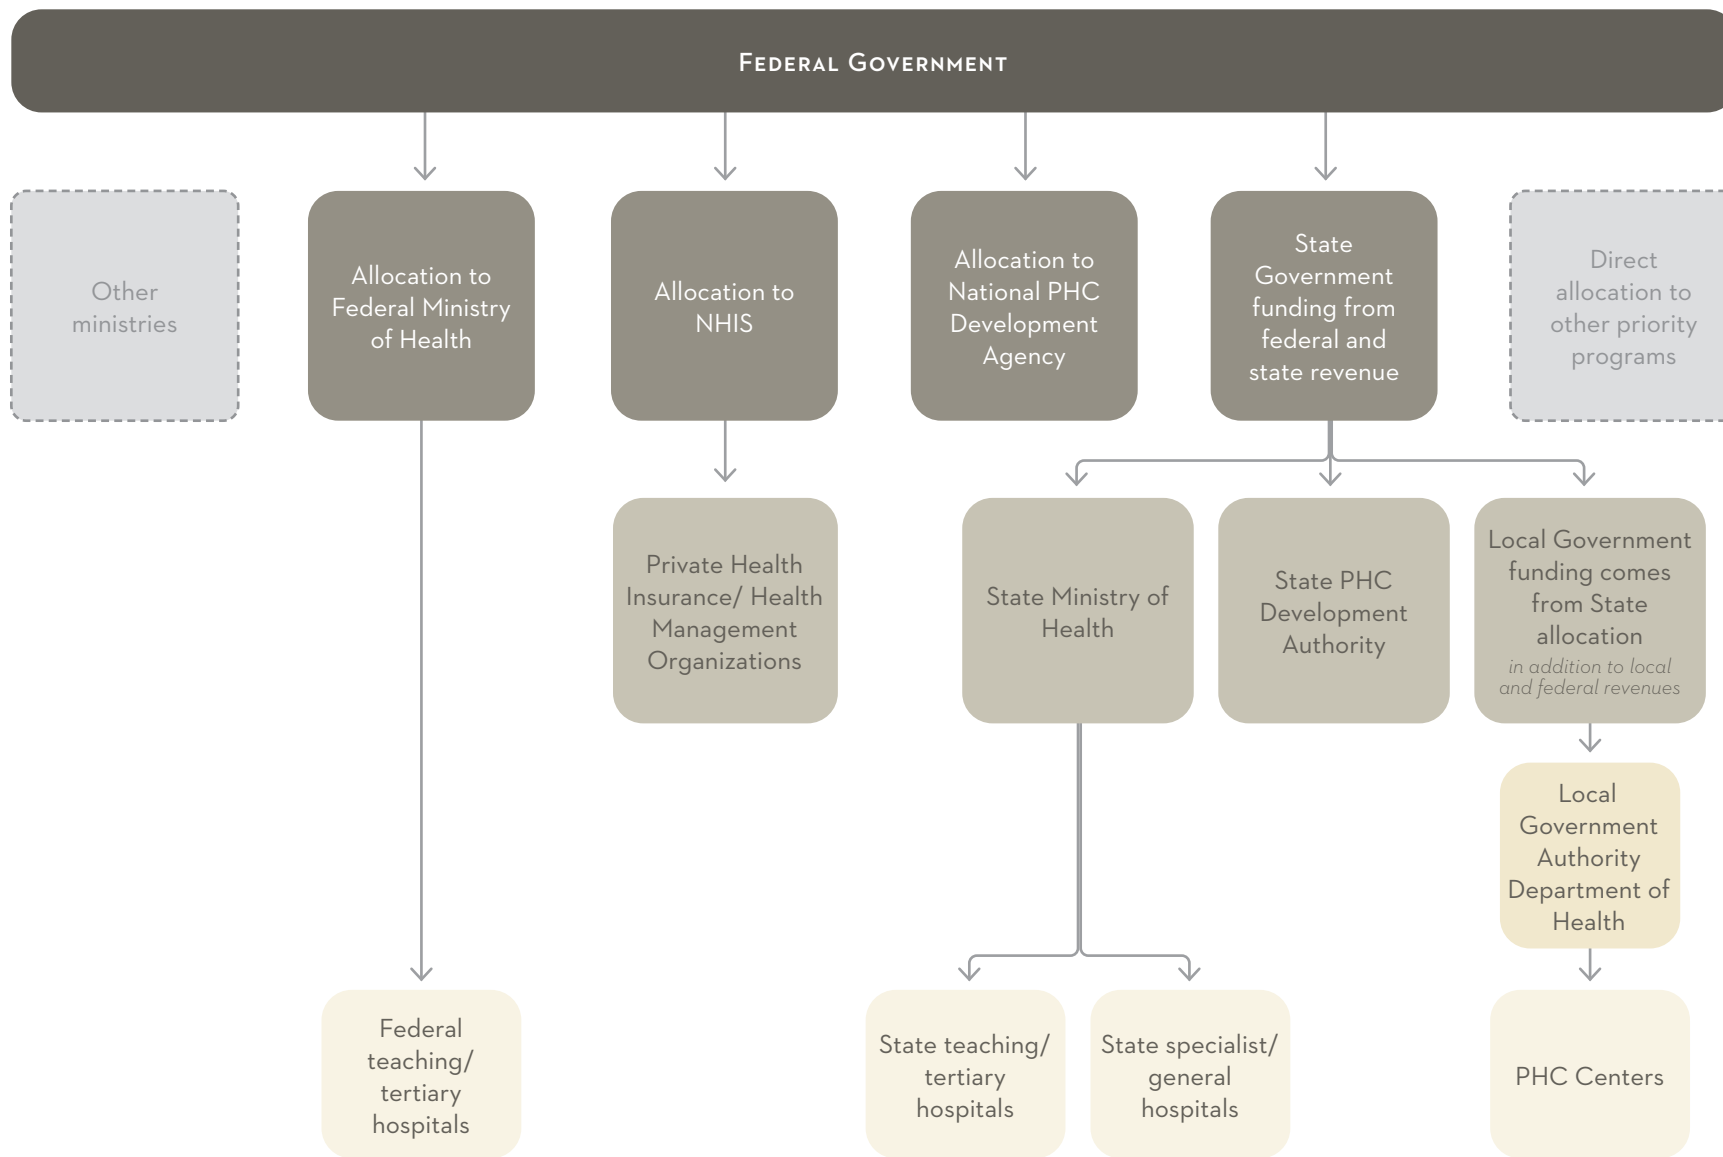 FEDERAL GOVERNMENT
Other
ministries
Allocation to
Federal Ministry
of Health
Allocation to
NHIS
Allocation to
National PHC
Development
Agency
State
Government
funding from
federal and
state revenue
Direct
allocation to
other priority
programs
Private Health
Insurance/ Health
Management
Organizations
State Ministry of
Health
State PHC
Development
Authority
Local Government
funding comes
from State
allocation
in addition to local
and federal revenues
Local
Government
Authority
Department of
Health
Federal
teaching/
tertiary
hospitals
State teaching/
tertiary
hospitals
State specialist/
general
hospitals
PHC Centers